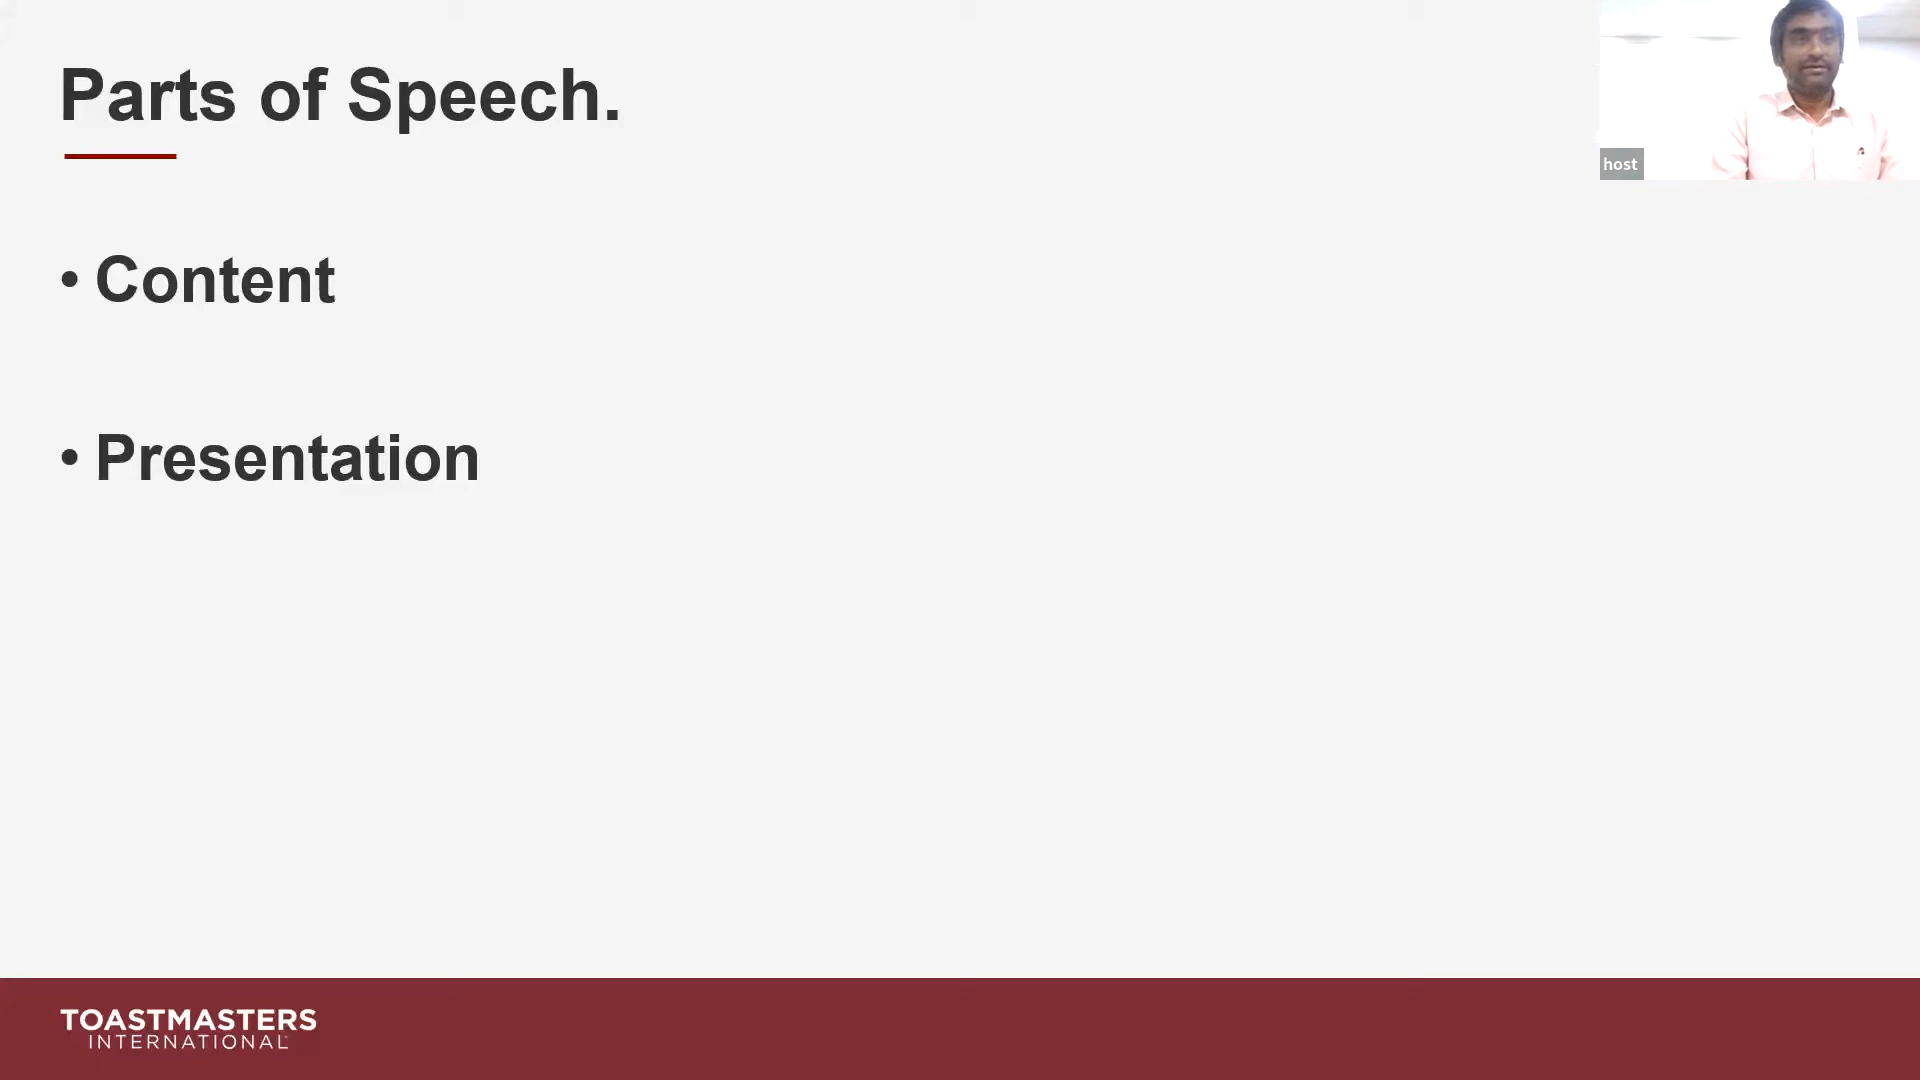 Parts of Speech.
host
• Content
• Presentation
TOASTMASTERS
INTERNATIONAL